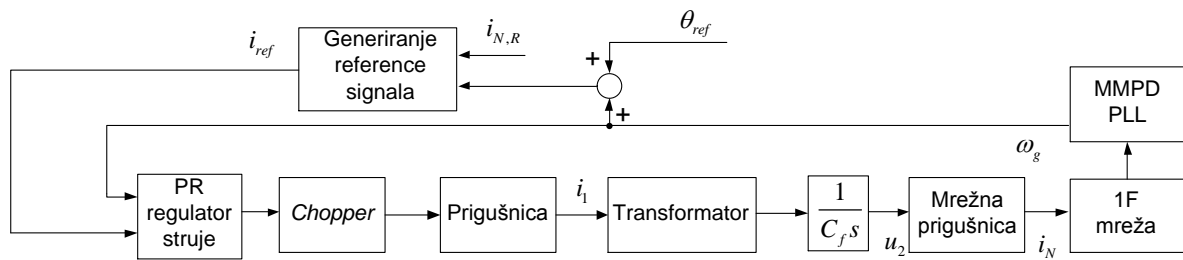 i_ref
Generiranje
reference
signala
i_{N,R}
θ_ref
+
+
MMPD
PLL
ω_g
PR
regulator
struje
Chopper
Prigušnica
i_1
Transformator
1
C_f s
u_2
Mrežna
prigušnica
i_N
1F
mreža